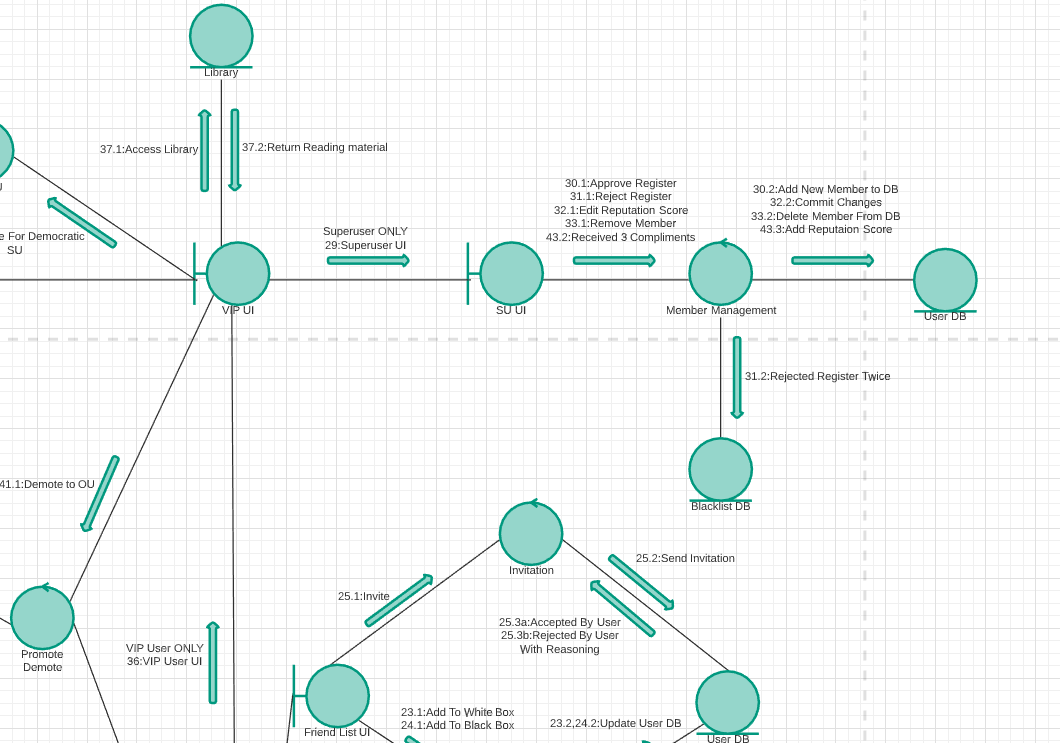 Library
37.1:Access Library
37.2:Return Reading material
U
e For Democratic
SU
Superuser ONLY
29:Superuser UI
30.1:Approve Register
31.1:Reject Register
32.1:Edit Reputation Score
33.1:Remove Member
43.2:Received 3 Compliments
30.2:Add New Member to DB
32.2:Commit Changes
33.2:Delete Member From DB
43.3:Add Reputaion Score
VIP UI
SU UI
Member Management
User DB
31.2:Rejected Register Twice
41.1:Demote to OU
Blacklist DB
Invitation
25.2:Send Invitation
25.1:Invite
25.3a:Accepted By User
25.3b:Rejected By User
With Reasoning
Promote
Demote
VIP User ONLY
36:VIP User UI
Friend List UI
23.1:Add To White Box
24.1:Add To Black Box
23.2,24.2:Update User DB
User DB